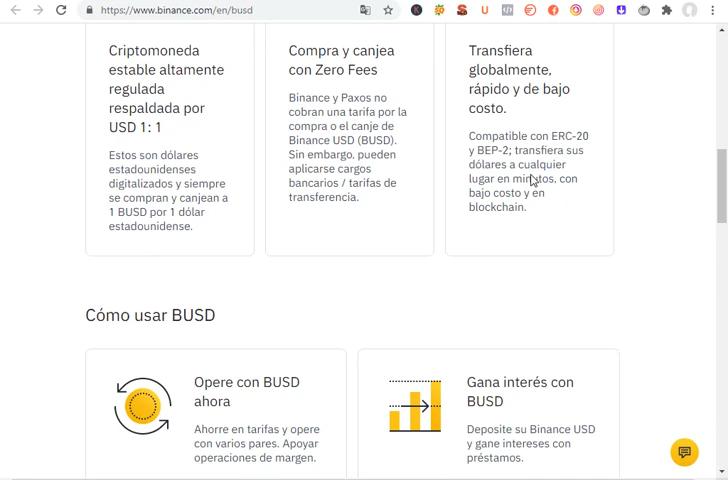 https://www.binance.com/en/busd
Criptomoneda
estable altamente
regulada
respaldada por
USD 1: 1
Estos son dólares
estadounidenses
digitalizados y siempre
se compran y canjean a
1 BUSD por 1 dólar
estadounidense.
Compra y canjea
con Zero Fees
Binance y Paxos no
cobran una tarifa por la
compra o el canje de
Binance USD (BUSD).
Sin embargo, pueden
aplicarse cargos
bancarios / tarifas de
transferencia.
Transfiera
globalmente,
rápido y de bajo
costo.
Compatible con ERC-20
y BEP-2; transfiera sus
dólares a cualquier
lugar en minutos, con
bajo costo y en
blockchain.
Cómo usar BUSD
Opere con BUSD
ahora
Ahorre en tarifas y opere
con varios pares. Apoyar
operaciones de margen.
Gana interés con
BUSD
Deposite su Binance USD
y gane intereses con
préstamos.